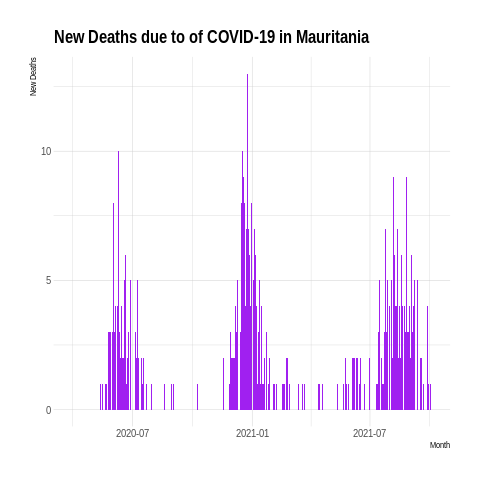 New Deaths due to of COVID-19 in Mauritania
New Deaths
10
5
0
2020-07
2021-01
2021-07
Month